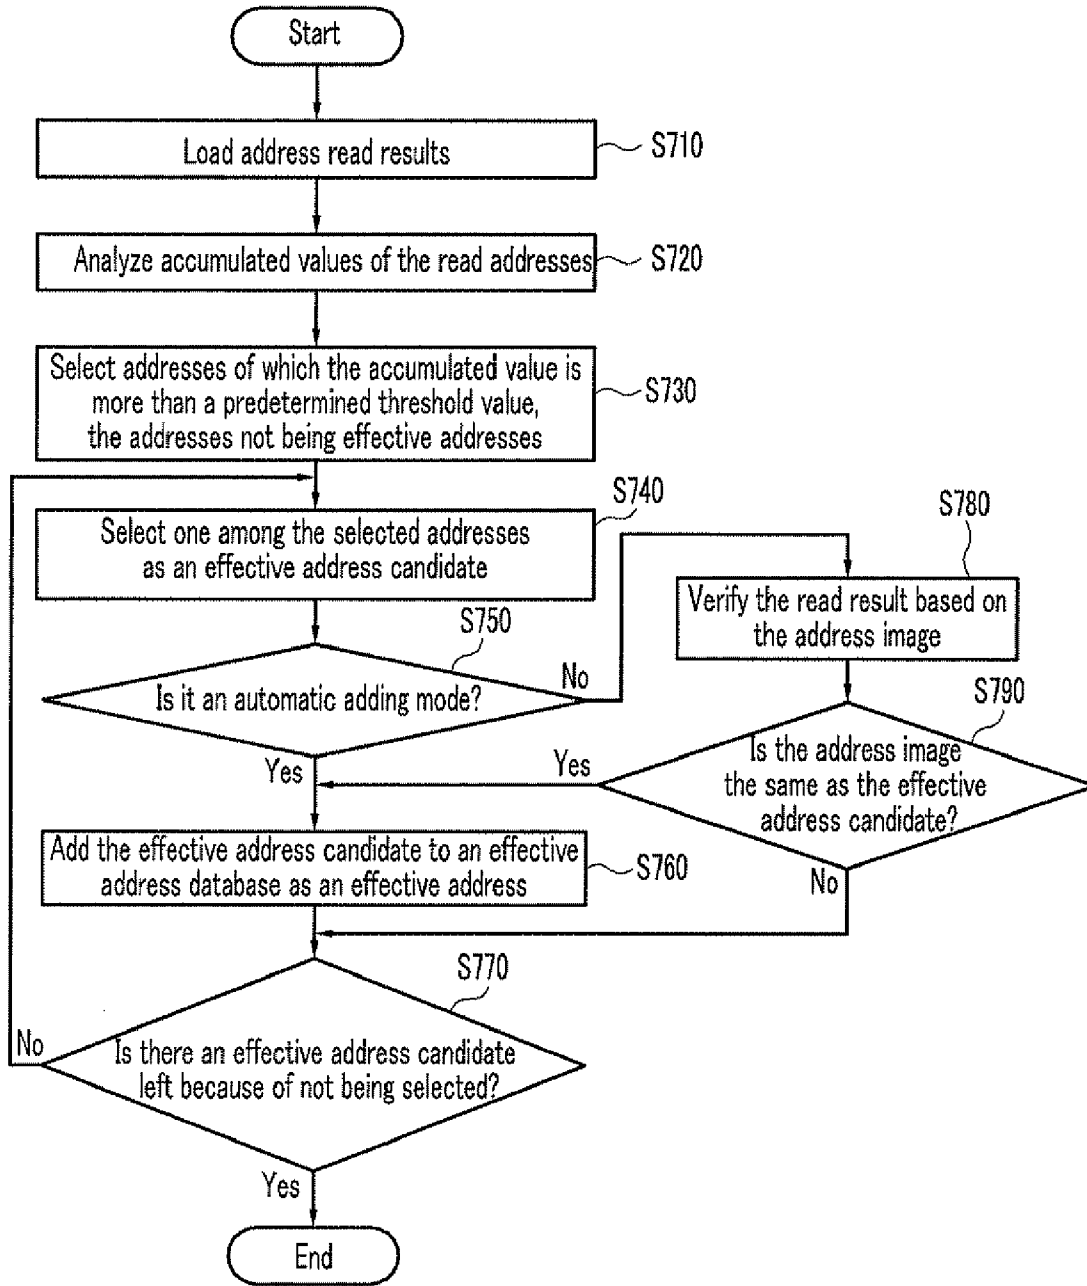 Start
Load address read results
S710
Analyze accumulated values of the read addresses
S720
Select addresses of which the accumulated value is
more than a predetermined threshold value,
the addresses not being effective addresses
S730
Select one among the selected addresses
as an effective address candidate
S740
Is it an automatic adding mode?
S750
No
Yes
Verify the read result based on
the address image
S780
Is the address image
the same as the effective
address candidate?
S790
Yes
No
Add the effective address candidate to an effective
address database as an effective address
S760
Is there an effective address candidate
left because of not being selected?
S770
No
Yes
End